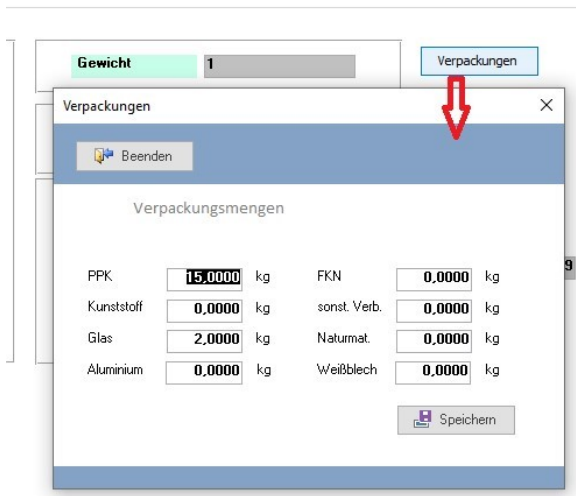 Gewicht 1 Verpackungen
Verpackungen
Beenden
Verpackungsmengen
9
PPK 15,0000 kg FKN 0,0000 kg
Kunststoff 0,0000 kg sonst. Verb. 0,0000 kg
Glas 2,0000 kg Naturmat. 0,0000 kg
Aluminium 0,0000 kg Weißblech 0,0000 kg
Speichern